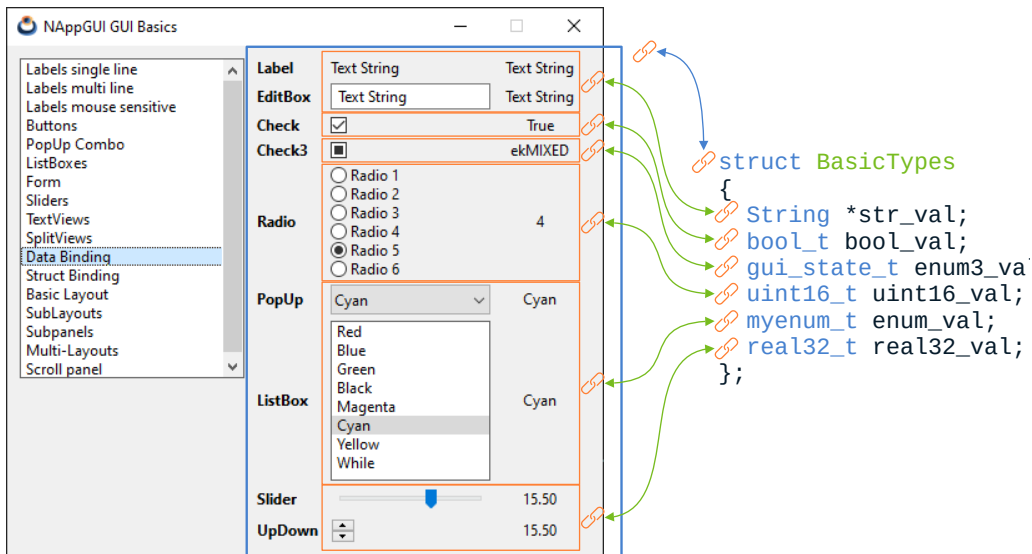 NAppGUI GUI Basics
Labels single line
Labels multi line
Labels mouse sensitive
Buttons
PopUp Combo
ListBoxes
Form
Sliders
TextViews
SplitViews
Data Binding
Struct Binding
Basic Layout
SubLayouts
Subpanels
Multi-Layouts
Scroll panel
Label Text String Text String
EditBox Text String Text String
Check True
Check3 ekMIXED
Radio
Radio 1
Radio 2
Radio 3
Radio 4
Radio 5
Radio 6
4
PopUp Cyan Cyan
ListBox
Red
Blue
Green
Black
Magenta
Cyan
Yellow
While
Cyan
Slider 15.50
UpDown 15.50
struct BasicTypes
{
String *str_val;
bool_t bool_val;
gui_state_t enum3_val
uint16_t uint16_val;
myenum_t enum_val;
real32_t real32_val;
};